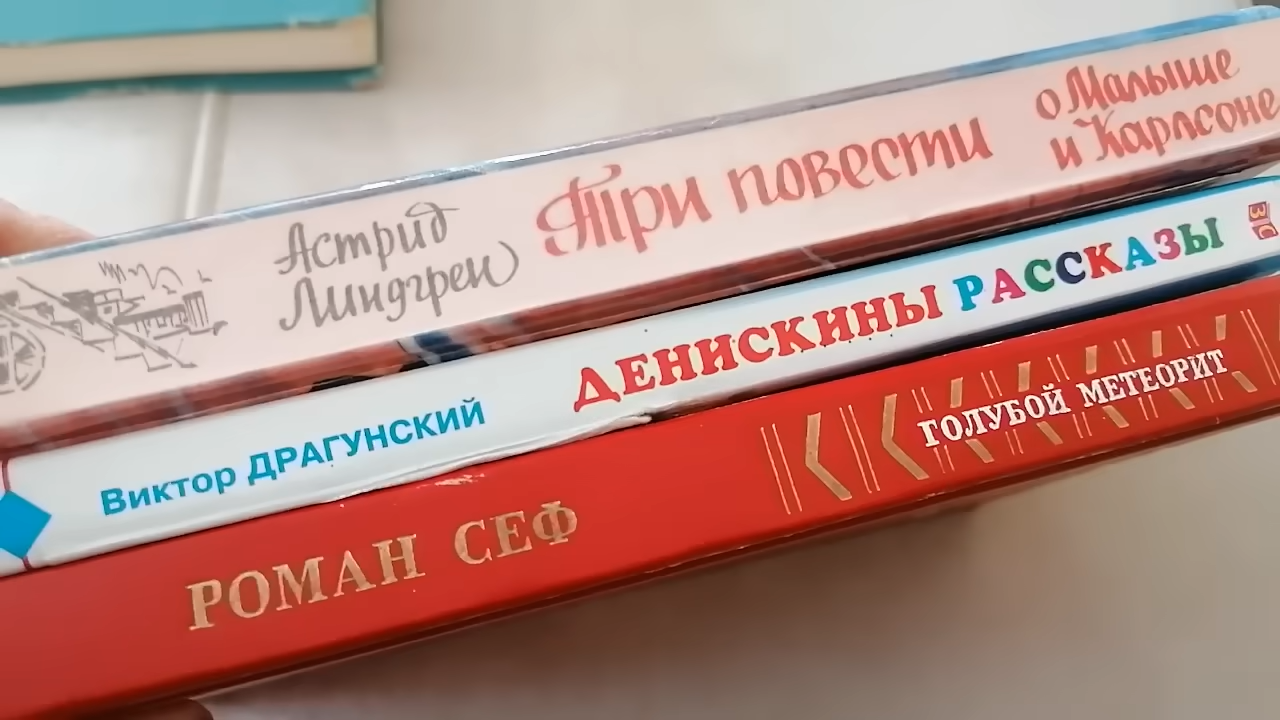 Астрид
Линдгрен
Три повести
о Малыше
и Карлсоне
Виктор ДРАГУНСКИЙ
ДЕНИСКИНЫ РАССКАЗЫ
РОМАН СЕФ
ГОЛУБОЙ МЕТЕОРИТ